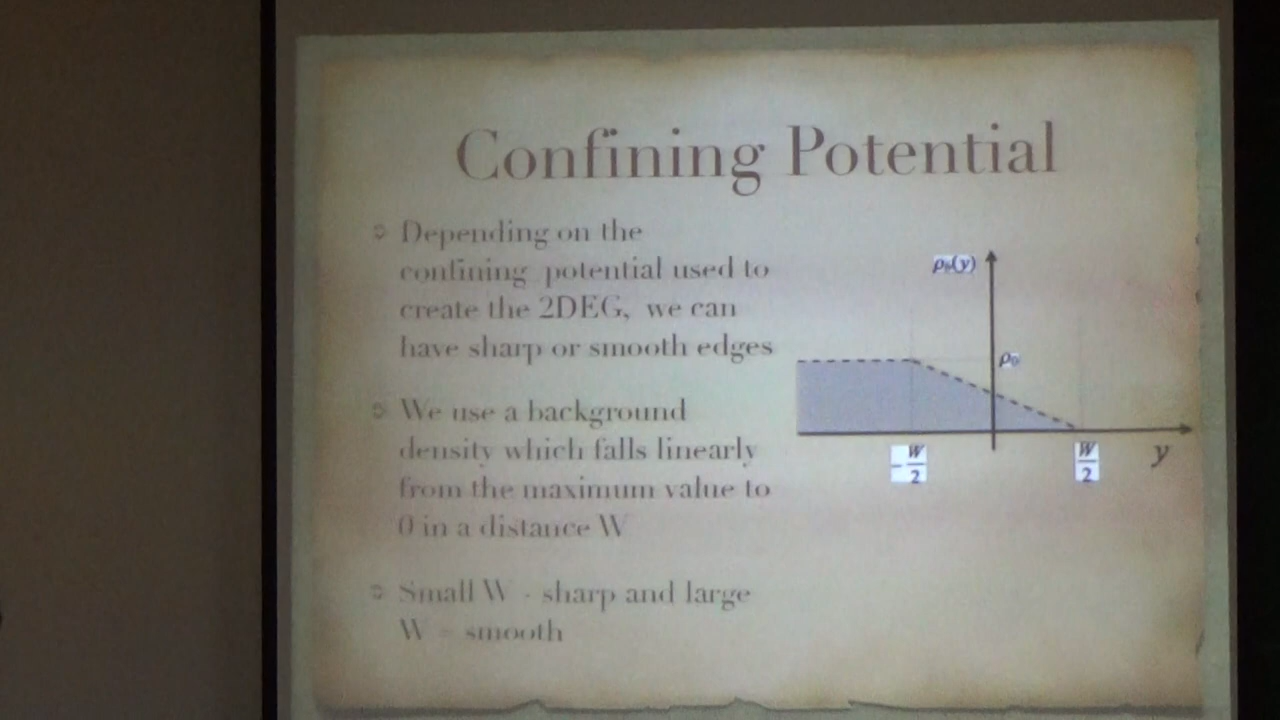 Confining Potential
Depending on the
confining potential used to
create the 2DEG, we can
have sharp or smooth edges
We use a background
density which falls linearly
from the maximum value to
0 in a distance W
Small W - sharp and large
W - smooth
ρb(y)
ρ0
-W/2
W/2
y